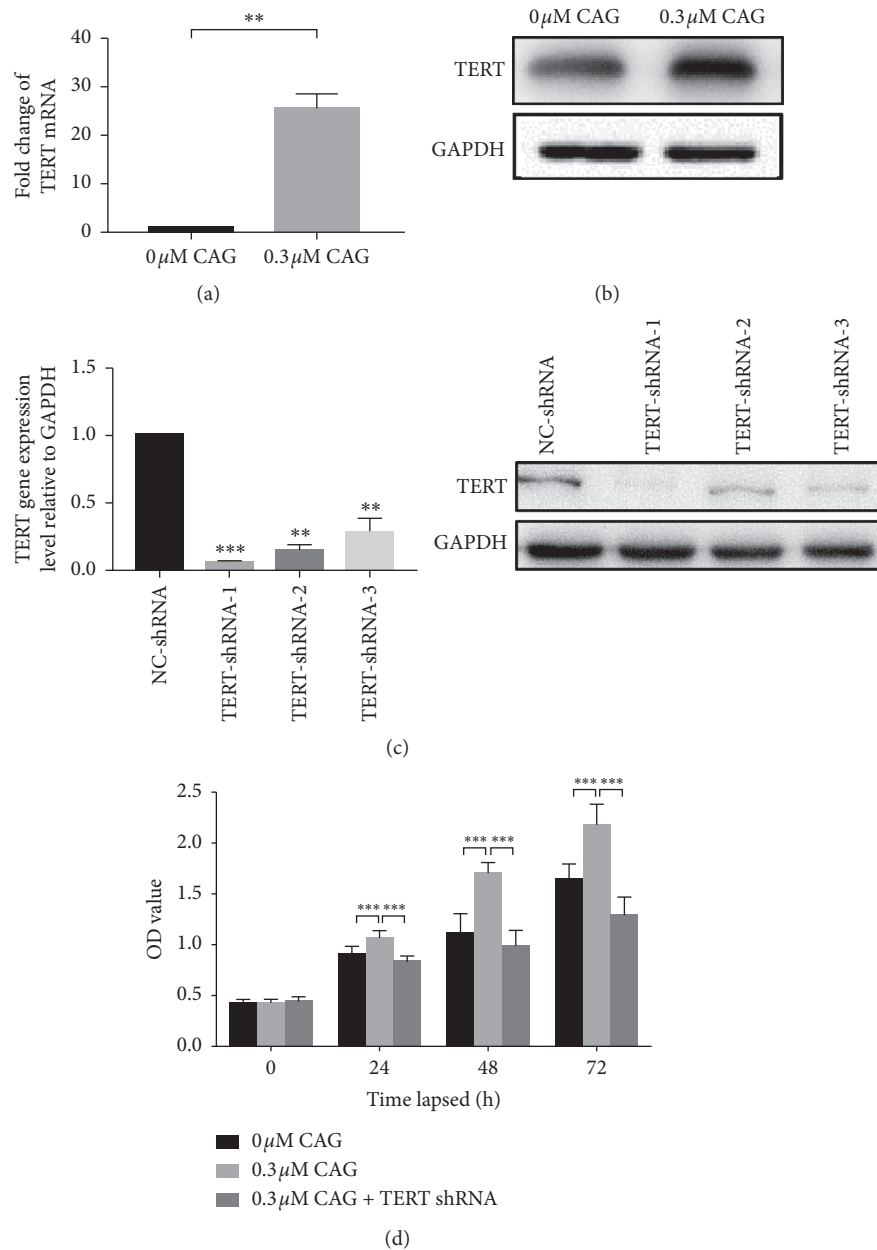 **
Fold change of
TERT mRNA
40
30
20
10
0
0 μM CAG
0.3 μM CAG
(a)
0 μM CAG
0.3 μM CAG
TERT
GAPDH
(b)
TERT gene expression
level relative to GAPDH
1.5
1.0
0.5
0.0
***
**
**
NC-shRNA
TERT-shRNA-1
TERT-shRNA-2
TERT-shRNA-3
NC-shRNA
TERT-shRNA-1
TERT-shRNA-2
TERT-shRNA-3
TERT
GAPDH
(c)
OD value
2.5
2.0
1.5
1.0
0.5
0.0
*** ***
*** ***
*** ***
0
24
48
72
Time lapsed (h)
0 μM CAG
0.3 μM CAG
0.3 μM CAG + TERT shRNA
(d)